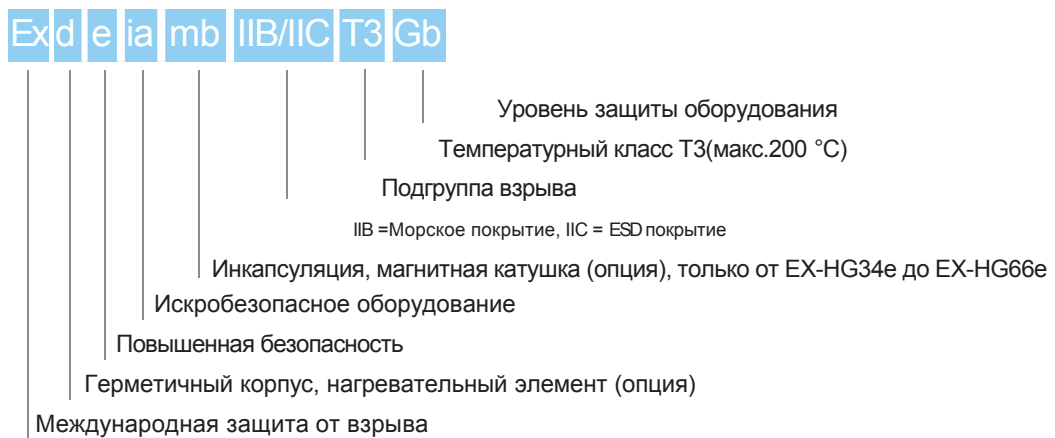 Ex d e ia mb IIB/IIC T3 Gb
Уровень защиты оборудования
Температурный класс T3(макс.200 °C)
Подгруппа взрыва
IIB =Морское покрытие, IIC = ESD покрытие
Инкапсуляция, магнитная катушка (опция), только от EX-HG34e до EX-HG66e
Искробезопасное оборудование
Повышенная безопасность
Герметичный корпус, нагревательный элемент (опция)
Международная защита от взрыва